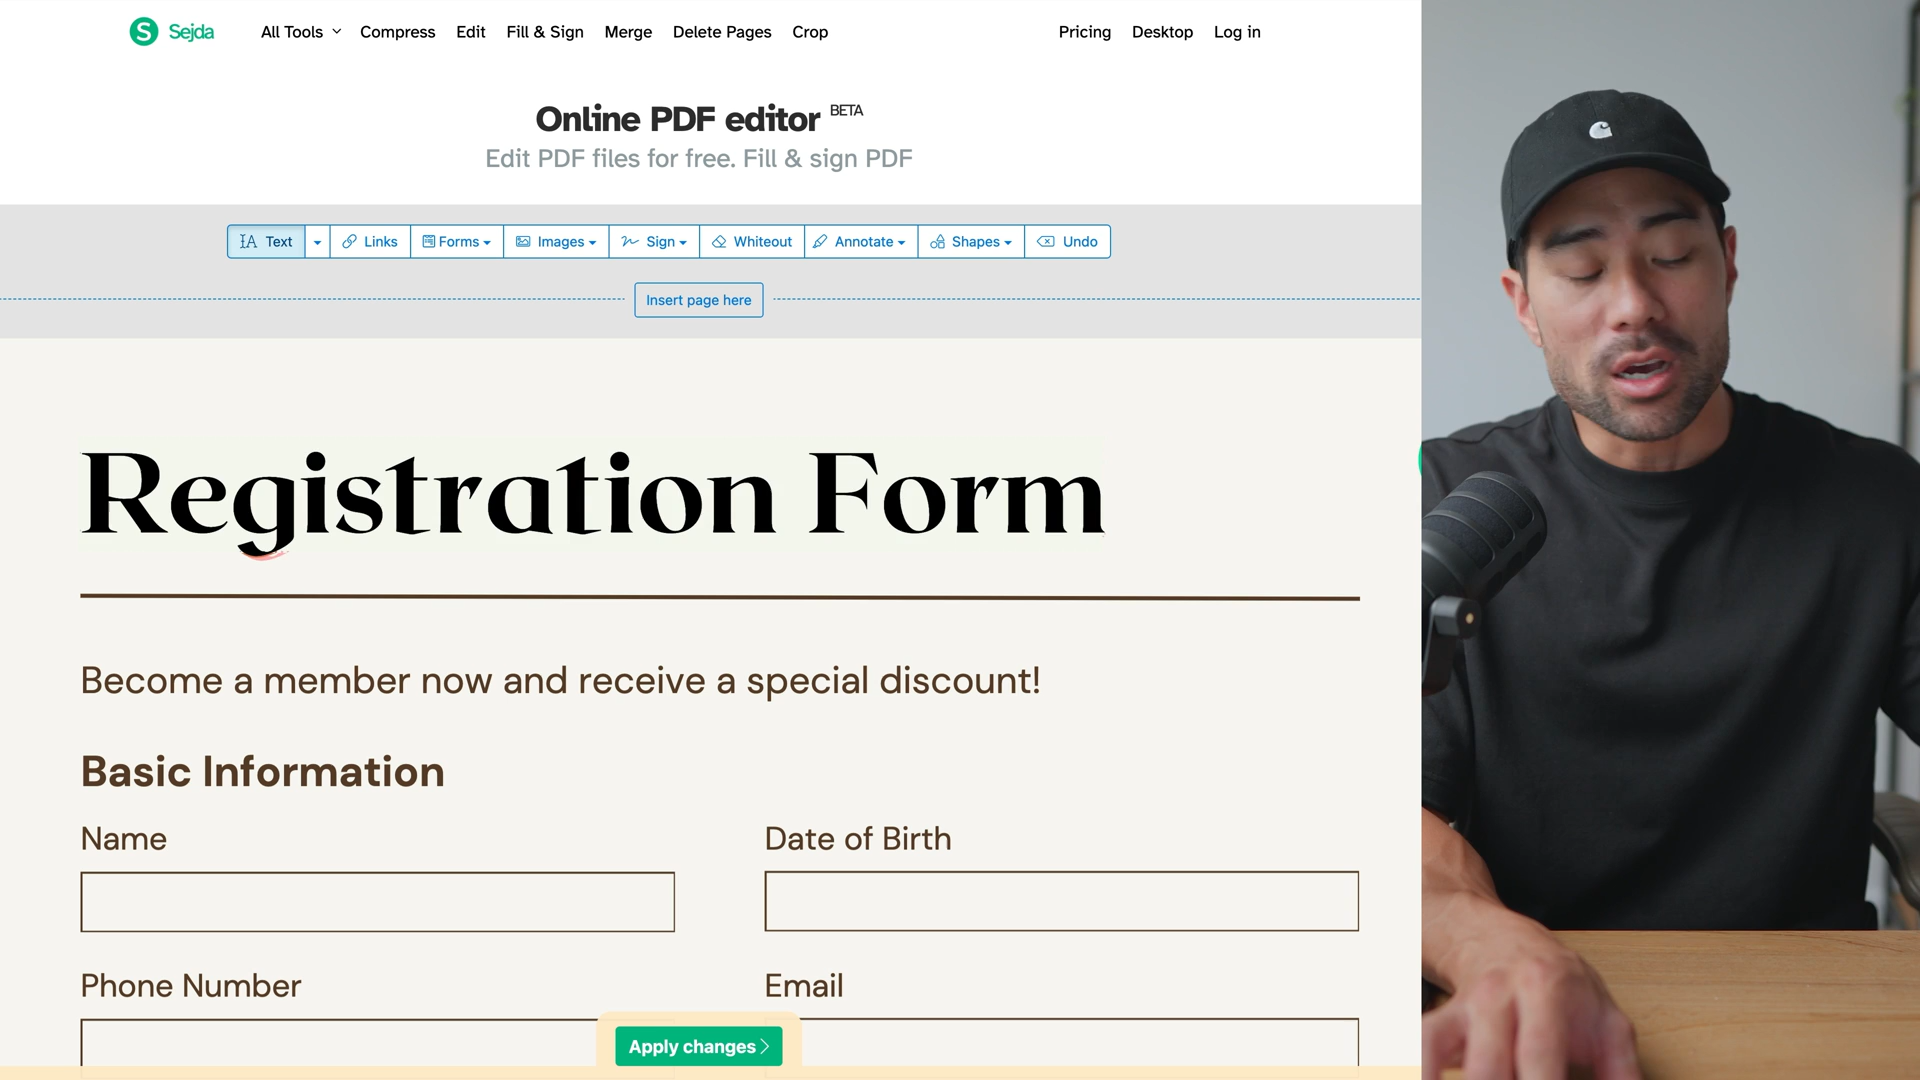 S Sejda All Tools Compress Edit Fill & Sign Merge Delete Pages Crop Pricing Desktop Log in
Online PDF editor BETA
Edit PDF files for free. Fill & sign PDF
Text Links Forms Images Sign Whiteout Annotate Shapes Undo
Insert page here
Registration Form
Become a member now and receive a special discount!
Basic Information
Name Date of Birth
Phone Number Email
Apply changes